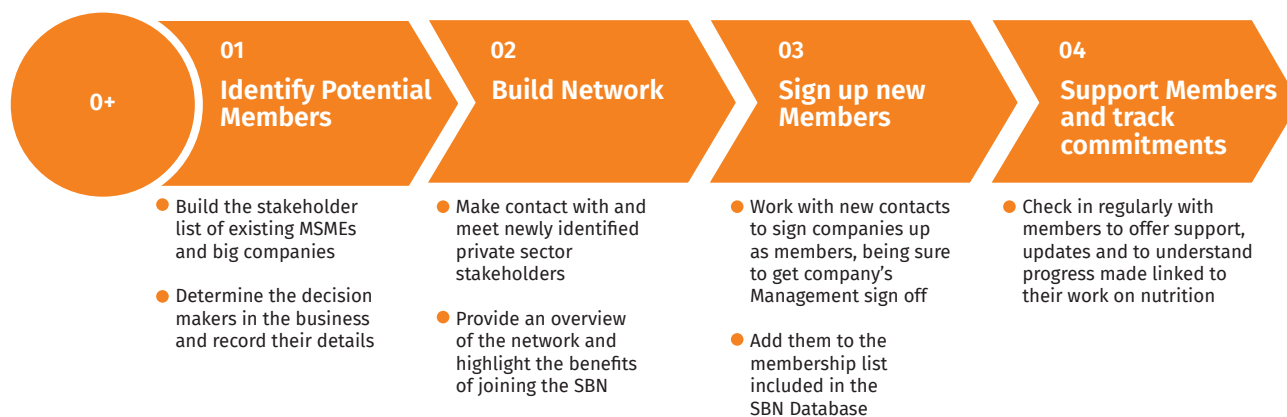 0+
01
Identify Potential
Members
Build the stakeholder
list of existing MSMEs
and big companies
Determine the decision
makers in the business
and record their details
02
Build Network
Make contact with and
meet newly identified
private sector
stakeholders
Provide an overview
of the network and
highlight the benefits
of joining the SBN
03
Sign up new
Members
Work with new contacts
to sign companies up
as members, being sure
to get company’s
Management sign off
Add them to the
membership list
included in the
SBN Database
04
Support Members
and track
commitments
Check in regularly with
members to offer support,
updates and to understand
progress made linked to
their work on nutrition